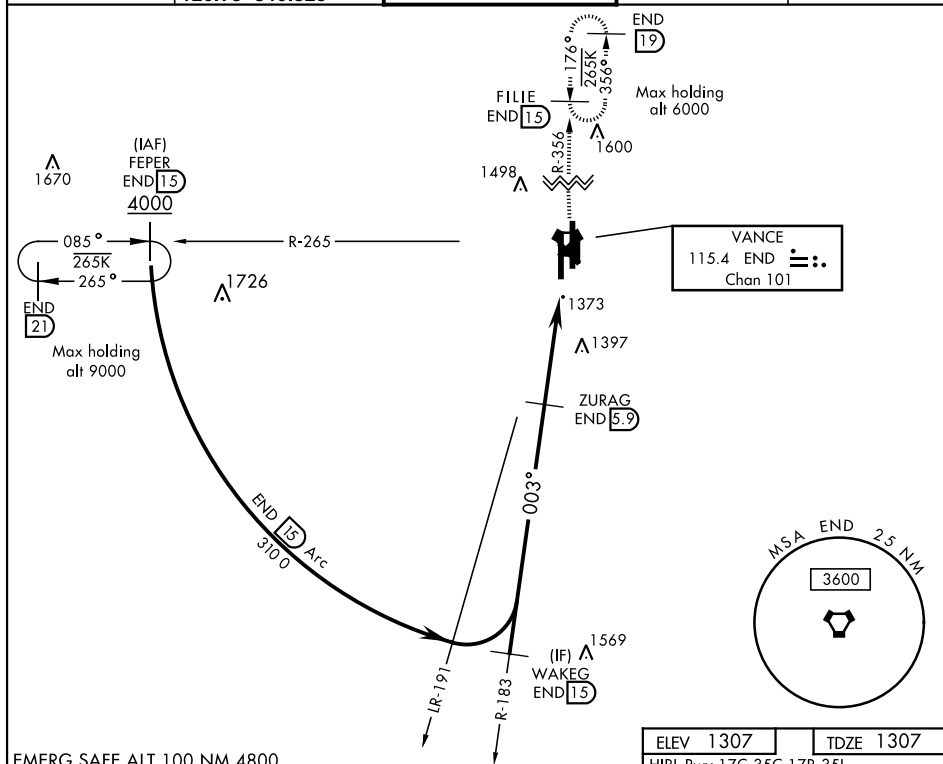 END
19
176°
265K
356°
FILIE
END 15
Max holding
alt 6000
1600
R-356
1498
(IAF)
FEPER
END 15
4000
1670
085°
265K
265°
R-265
END
21
Max holding
alt 9000
1726
VANCE
115.4 END
Chan 101
1373
1397
ZURAG
END 5.9
003°
END 15 Arc
3100
MSA END 25 NM
3600
LR-191
R-183
(IF)
WAKEG
END 15
1569
EMERG SAFE ALT 100 NM 4800
ELEV 1307
TDZE 1307